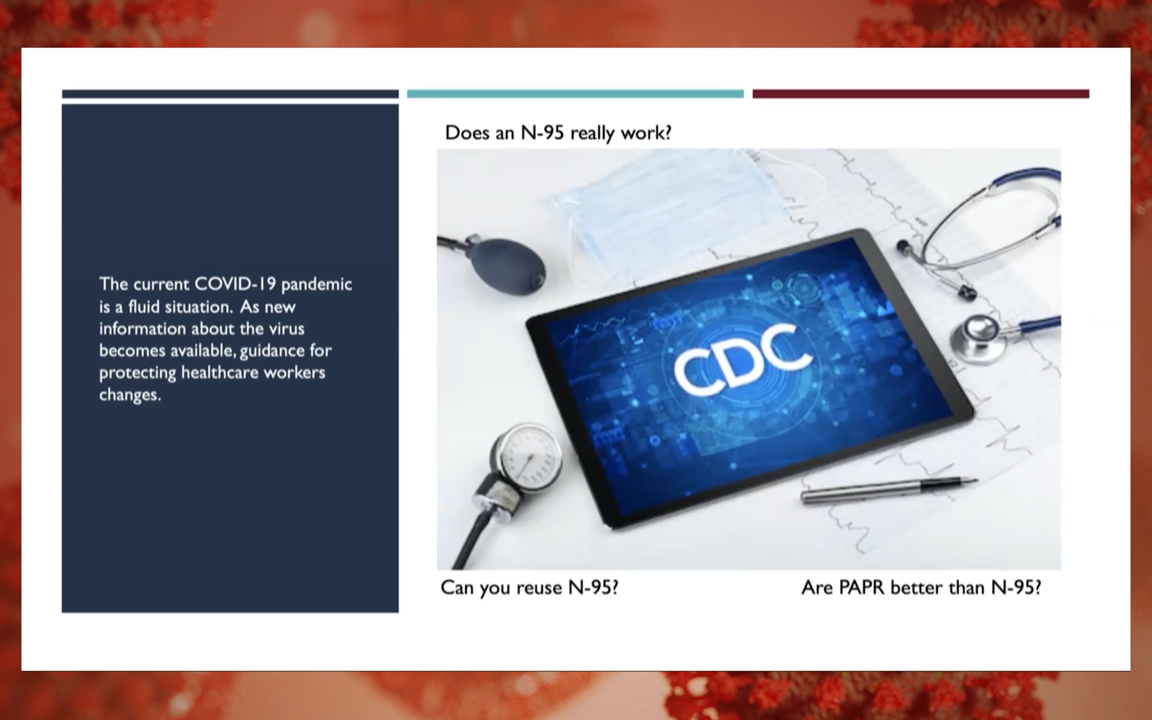 Does an N-95 really work?
The current COVID-19 pandemic
is a fluid situation. As new
information about the virus
becomes available, guidance for
protecting healthcare workers
changes.
CDC
Can you reuse N-95?
Are PAPR better than N-95?